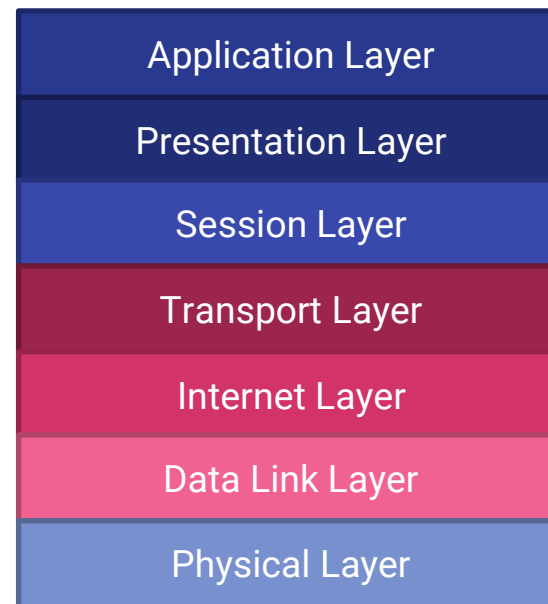 Application Layer
Presentation Layer
Session Layer
Transport Layer
Internet Layer
Data Link Layer
Physical Layer